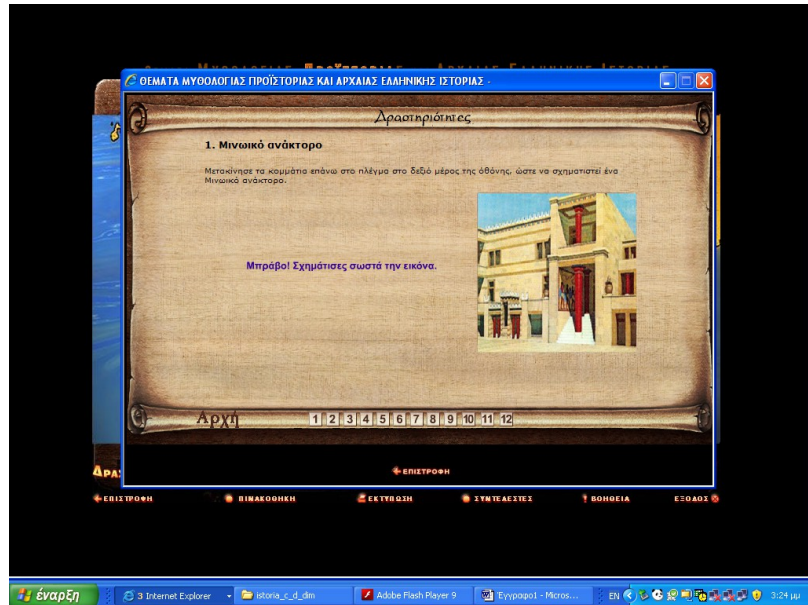 ΘΕΜΑΤΑ ΜΥΘΟΛΟΓΙΑΣ ΠΡΟΪΣΤΟΡΙΑΣ ΚΑΙ ΑΡΧΑΙΑΣ ΕΛΛΗΝΙΚΗΣ ΙΣΤΟΡΙΑΣ -
Δραστηριότητες
1. Μινωικό ανάκτορο
Μετακίνησε τα κομμάτια επάνω στο πλέγμα στο δεξιό μέρος της οθόνης, ώστε να σχηματιστεί ένα
Μινωικό ανάκτορο.
Μπράβο! Σχημάτισες σωστά την εικόνα.
Αρχή 1 2 3 4 5 6 7 8 9 10 11 12
ΕΠΙΣΤΡΟΦΗ
ΕΠΙΣΤΡΟΦΗ ΠΙΝΑΚΟΘΗΚΗ ΕΚΤΥΠΩΣΗ ΣΥΝΤΕΛΕΣΤΕΣ ΒΟΗΘΕΙΑ ΕΞΟΔΟΣ
έναρξη 3 Internet Explorer istoria_c_d_dim Adobe Flash Player 9 Έγγραφο1 - Micros... EN 3:24 μμ